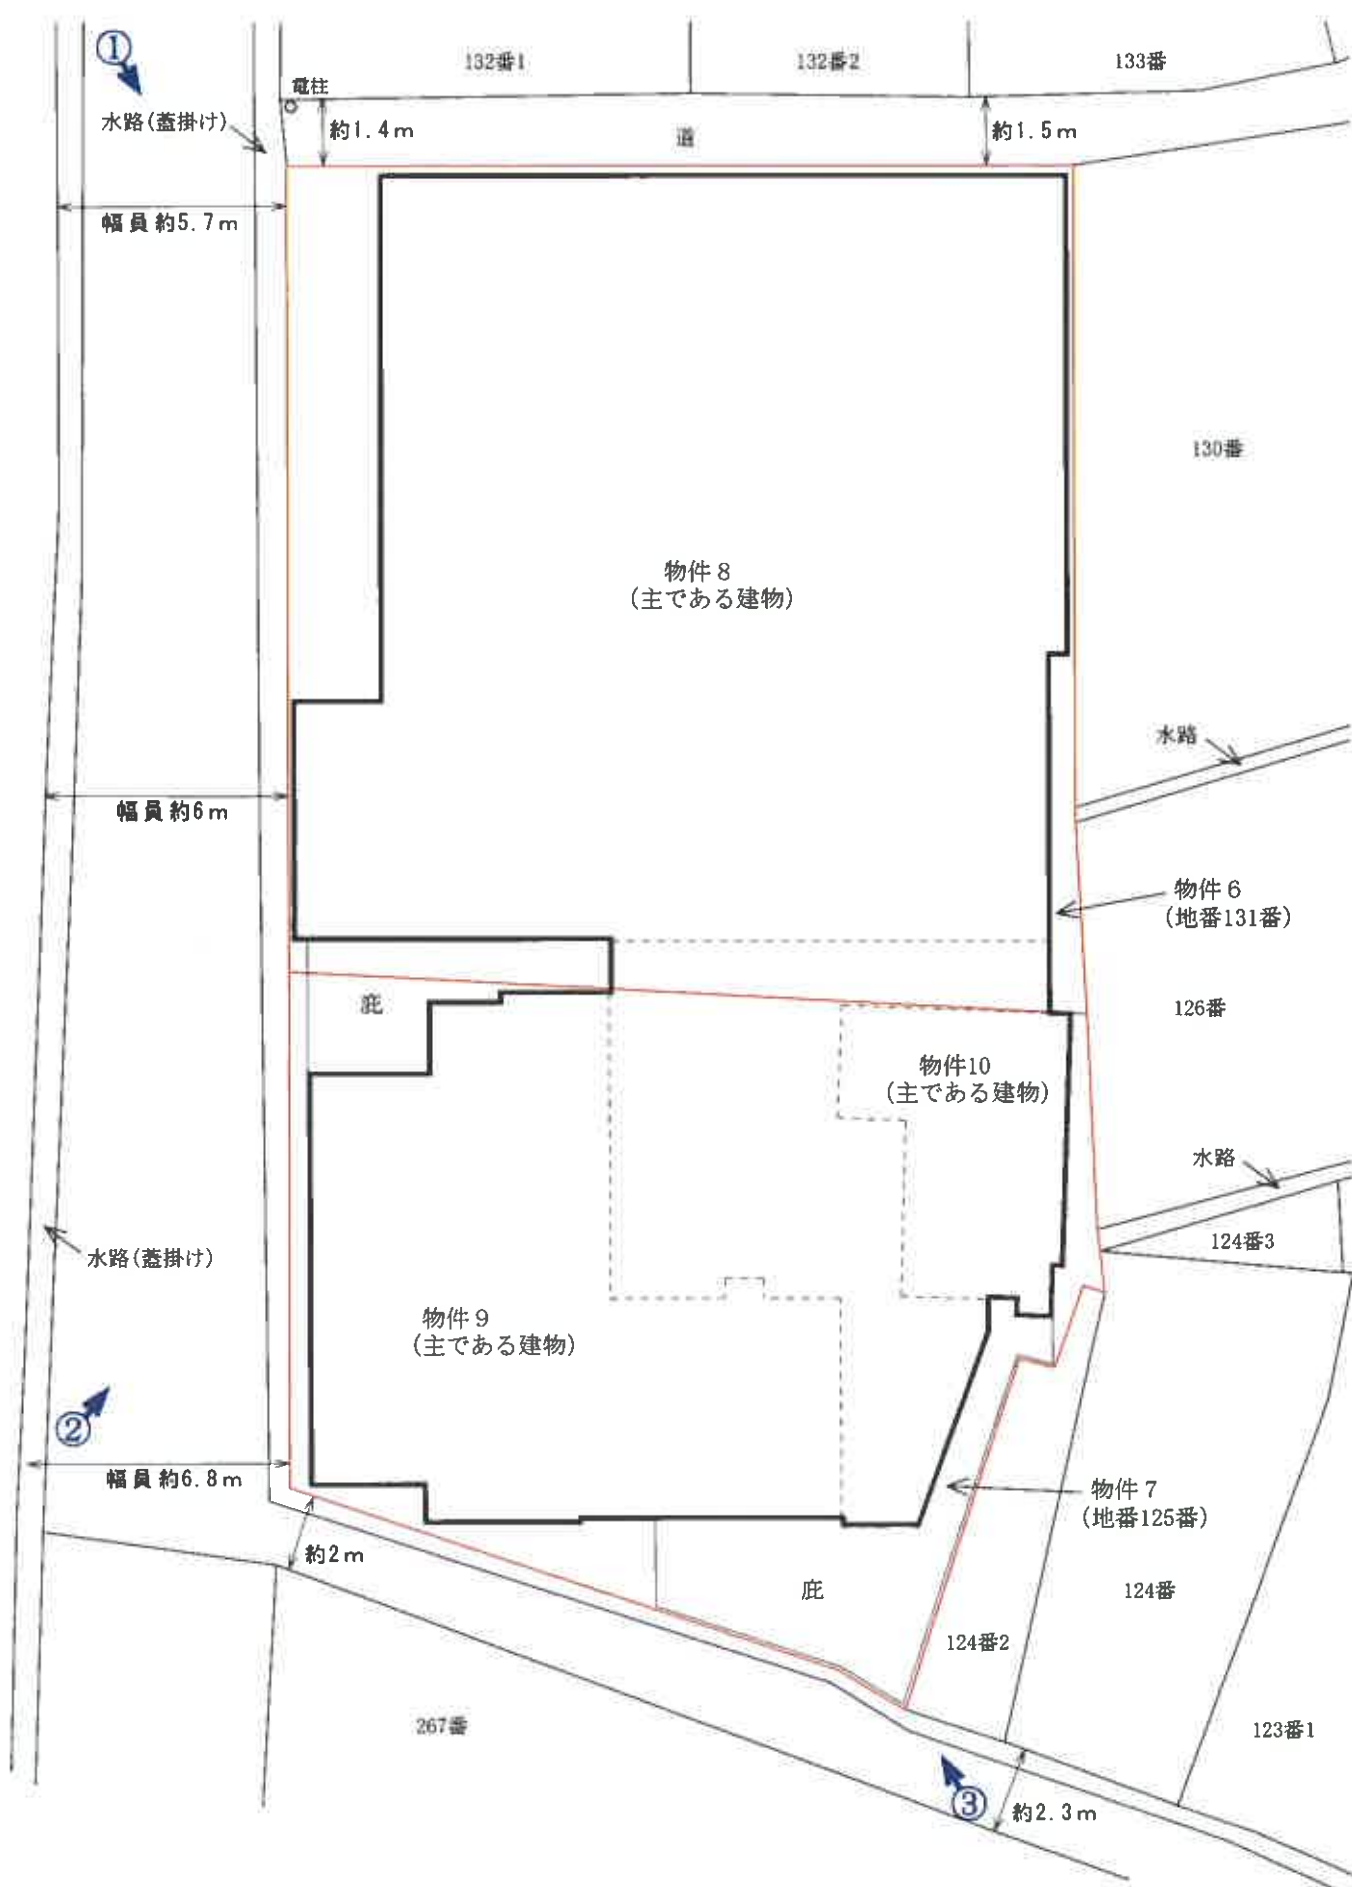 ①
132番1
132番2
133番
電柱
水路(蓋掛け)
約1.4m
道
約1.5m
幅員約5.7m
130番
物件8
(主である建物)
水路
幅員約6m
物件6
(地番131番)
庇
126番
物件10
(主である建物)
水路
124番3
水路(蓋掛け)
物件9
(主である建物)
②
幅員約6.8m
物件7
(地番125番)
約2m
庇
124番
124番2
267番
123番1
③
約2.3m